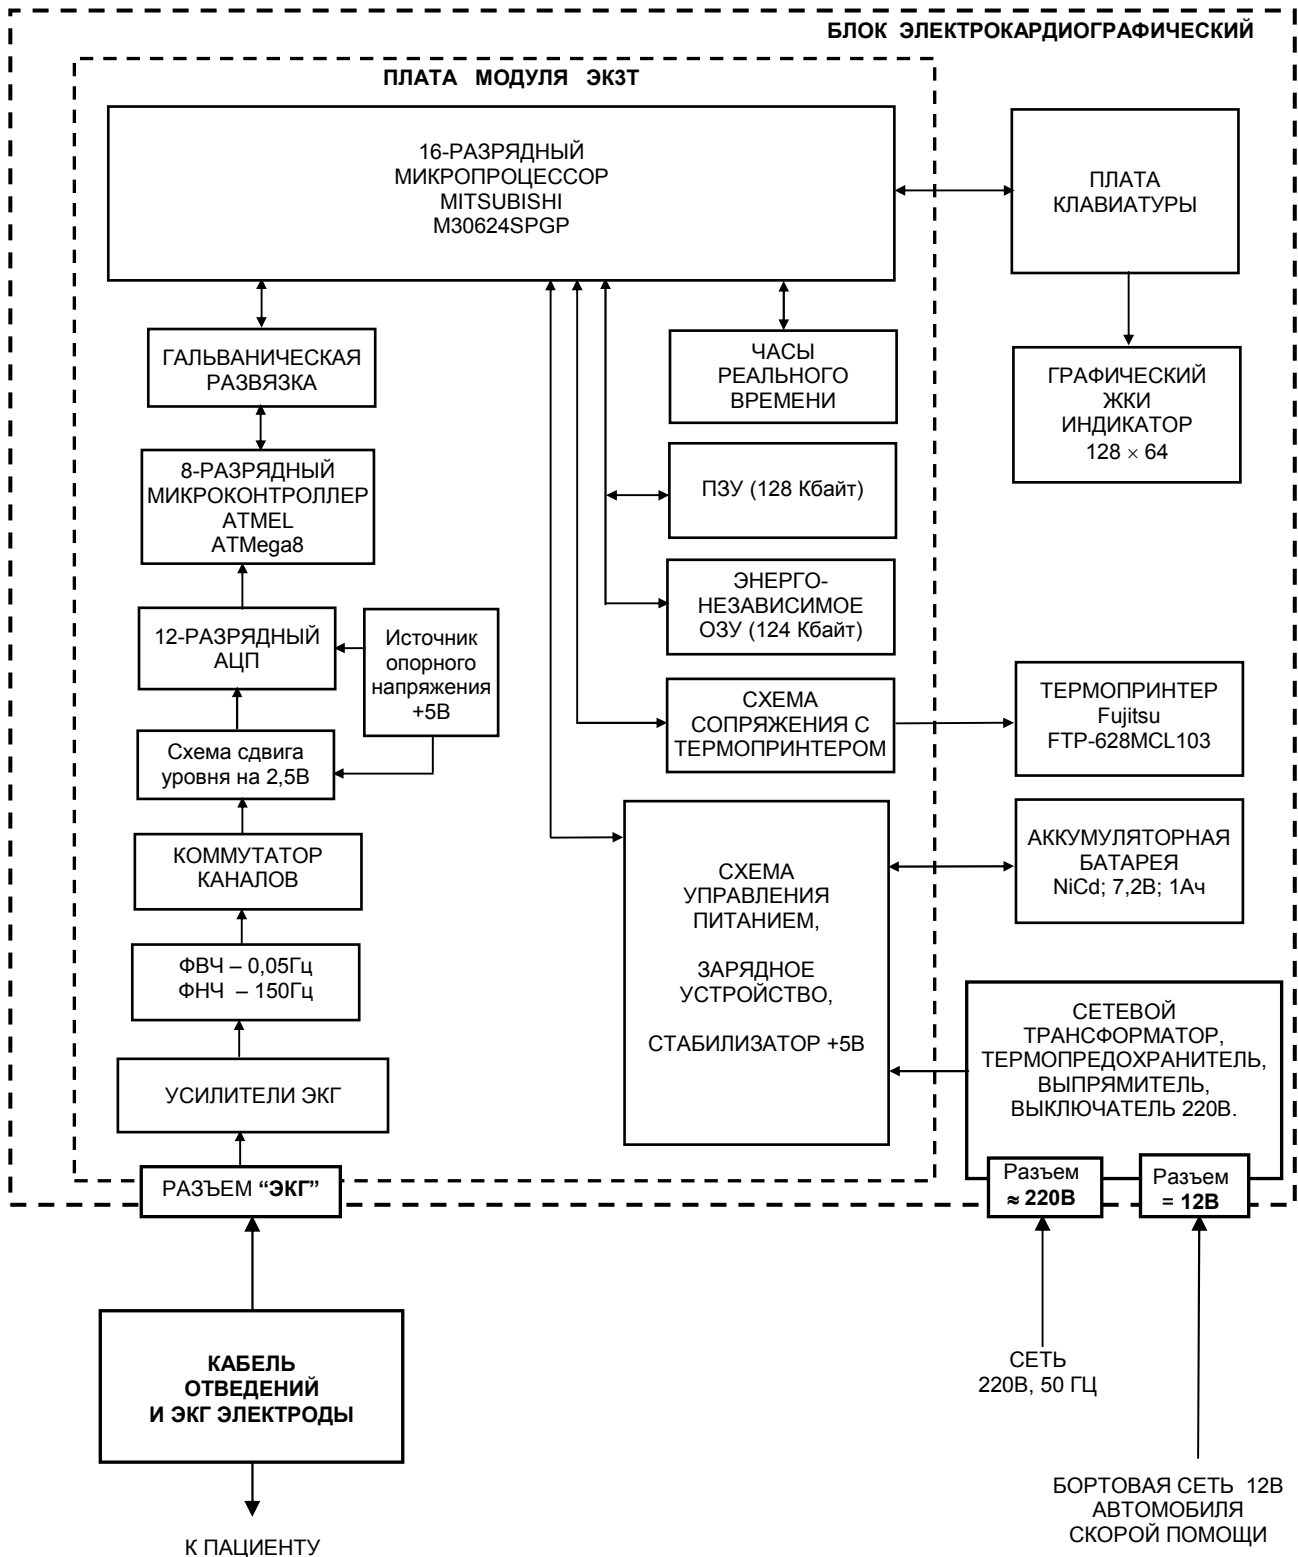 БЛОК ЭЛЕКТРОКАРДИОГРАФИЧЕСКИЙ
ПЛАТА МОДУЛЯ ЭК3Т
16-РАЗРЯДНЫЙ
МИКРОПРОЦЕССОР
MITSUBISHI
M30624SPGP
ПЛАТА
КЛАВИАТУРЫ
ГАЛЬВАНИЧЕСКАЯ
РАЗВЯЗКА
ЧАСЫ
РЕАЛЬНОГО
ВРЕМЕНИ
ГРАФИЧЕСКИЙ
ЖКИ
ИНДИКАТОР
128 × 64
8-РАЗРЯДНЫЙ
МИКРОКОНТРОЛЛЕР
ATMEL
ATMega8
ПЗУ (128 Кбайт)
ЭНЕРГО-
НЕЗАВИСИМОЕ
ОЗУ (124 Кбайт)
12-РАЗРЯДНЫЙ
АЦП
Источник
опорного
напряжения
+5В
СХЕМА
СОПРЯЖЕНИЯ С
ТЕРМОПРИНТЕРОМ
ТЕРМОПРИНТЕР
Fujitsu
FTP-628MCL103
Схема сдвига
уровня на 2,5В
КОММУТАТОР
КАНАЛОВ
СХЕМА
УПРАВЛЕНИЯ
ПИТАНИЕМ,
ЗАРЯДНОЕ
УСТРОЙСТВО,
СТАБИЛИЗАТОР +5В
АККУМУЛЯТОРНАЯ
БАТАРЕЯ
NiCd; 7,2В; 1Ач
ФВЧ – 0,05Гц
ФНЧ – 150Гц
СЕТЕВОЙ
ТРАНСФОРМАТОР,
ТЕРМОПРЕДОХРАНИТЕЛЬ,
ВЫПРЯМИТЕЛЬ,
ВЫКЛЮЧАТЕЛЬ 220В.
УСИЛИТЕЛИ ЭКГ
РАЗЪЕМ “ЭКГ”
Разъем
≈ 220В
Разъем
= 12В
КАБЕЛЬ
ОТВЕДЕНИЙ
И ЭКГ ЭЛЕКТРОДЫ
СЕТЬ
220В, 50 ГЦ
К ПАЦИЕНТУ
БОРТОВАЯ СЕТЬ 12В
АВТОМОБИЛЯ
СКОРОЙ ПОМОЩИ